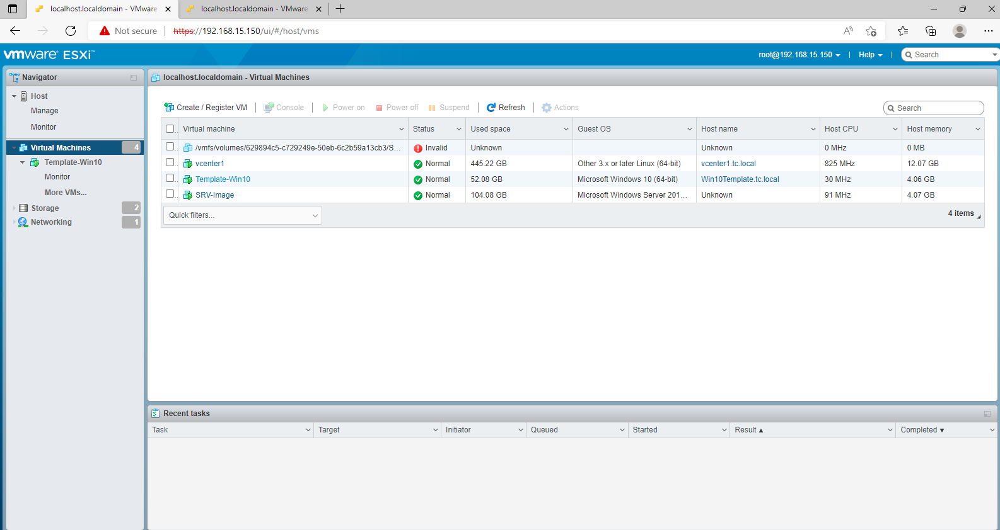 localhost.localdomain - VMware
localhost.localdomain - VMware
Not secure
https://192.168.15.150/ui/#/host/vms
vmware ESXi™
root@192.168.15.150
Help
Search
Navigator
Host
Manage
Monitor
Virtual Machines 4
Template-Win10
Monitor
More VMs...
Storage 2
Networking 1
localhost.localdomain - Virtual Machines
Create / Register VM
Console
Power on
Power off
Suspend
Refresh
Actions
Search
Virtual machine Status Used space Guest OS Host name Host CPU Host memory
/vmfs/volumes/629894c5-c729249e-50eb-6c2b59a13cb3/S... Invalid Unknown Unknown 0 MHz 0 MB
vcenter1 Normal 445.22 GB Other 3.x or later Linux (64-bit) vcenter1.tc.local 825 MHz 12.07 GB
Template-Win10 Normal 52.08 GB Microsoft Windows 10 (64-bit) Win10Template.tc.local 30 MHz 4.06 GB
SRV-Image Normal 104.08 GB Microsoft Windows Server 201... Unknown 91 MHz 4.07 GB
Quick filters...
4 items
Recent tasks
Task Target Initiator Queued Started Result Completed